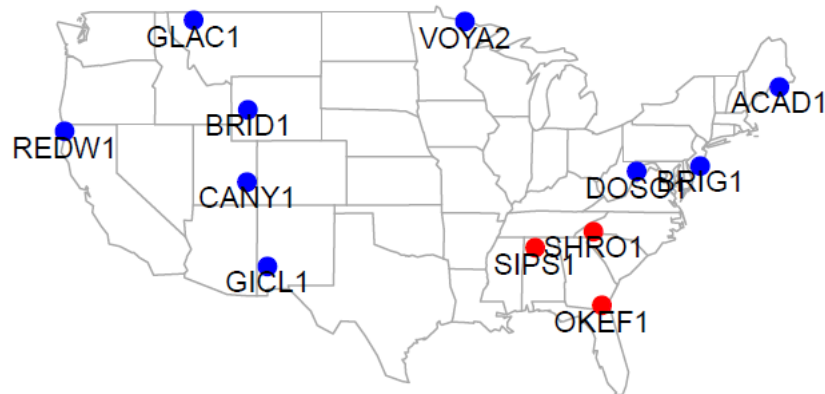 GLAC1
VOYA2
ACAD1
BRID1
REDW1
CANY1
BRIG1
SHRO1
SIPS1
GICL1
OKEF1